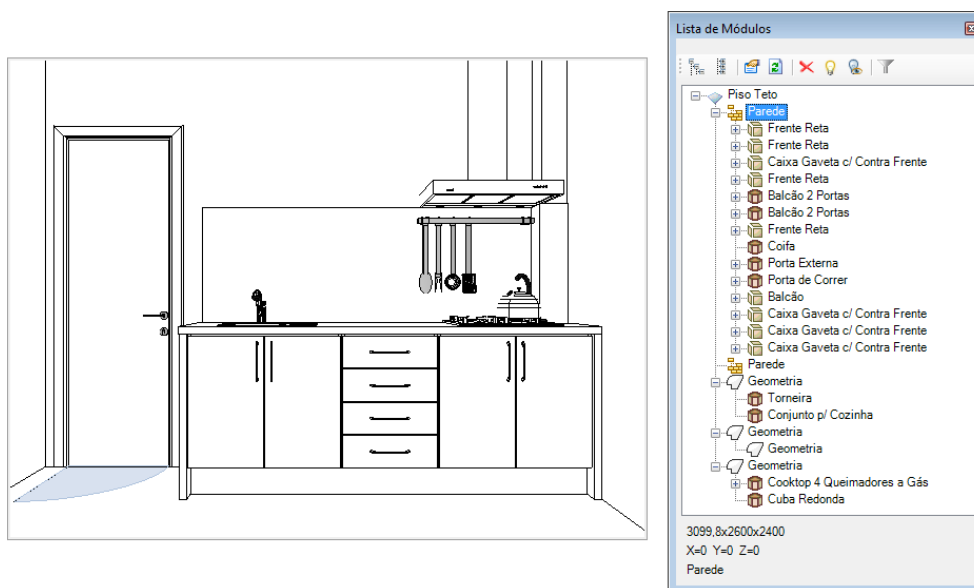 Lista de Módulos
Piso Teto
Parede
Frente Reta
Frente Reta
Caixa Gaveta c/ Contra Frente
Frente Reta
Balcão 2 Portas
Balcão 2 Portas
Frente Reta
Coifa
Porta Externa
Porta de Correr
Balcão
Caixa Gaveta c/ Contra Frente
Caixa Gaveta c/ Contra Frente
Caixa Gaveta c/ Contra Frente
Parede
Geometria
Torneira
Conjunto p/ Cozinha
Geometria
Geometria
Geometria
Cooktop 4 Queimadores a Gás
Cuba Redonda
3099,8x2600x2400
X=0 Y=0 Z=0
Parede